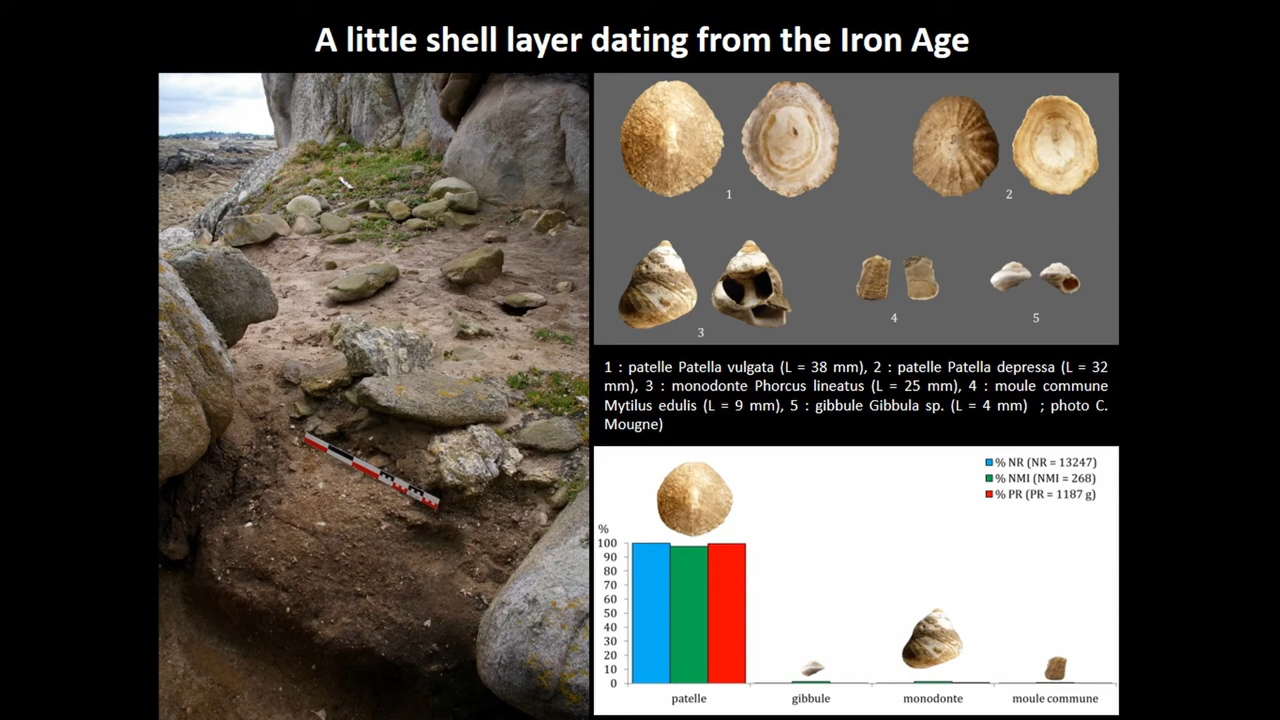 A little shell layer dating from the Iron Age
1
2
3
4
5
1 : patelle Patella vulgata (L = 38 mm), 2 : patelle Patella depressa (L = 32
mm), 3 : monodonte Phorcus lineatus (L = 25 mm), 4 : moule commune
Mytilus edulis (L = 9 mm), 5 : gibbule Gibbula sp. (L = 4 mm)  ; photo C.
Mougne)
% NR (NR = 13247)
% NMI (NMI = 268)
% PR (PR = 1187 g)
%
100
90
80
70
60
50
40
30
20
10
0
patelle gibbule monodonte moule commune